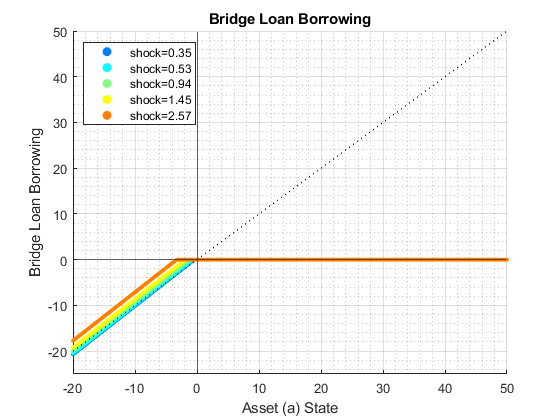 Bridge Loan Borrowing
shock=0.35
shock=0.53
shock=0.94
shock=1.45
shock=2.57
50
40
30
20
10
0
-10
-20
Bridge Loan Borrowing
-20
-10
0
10
20
30
40
50
Asset (a) State